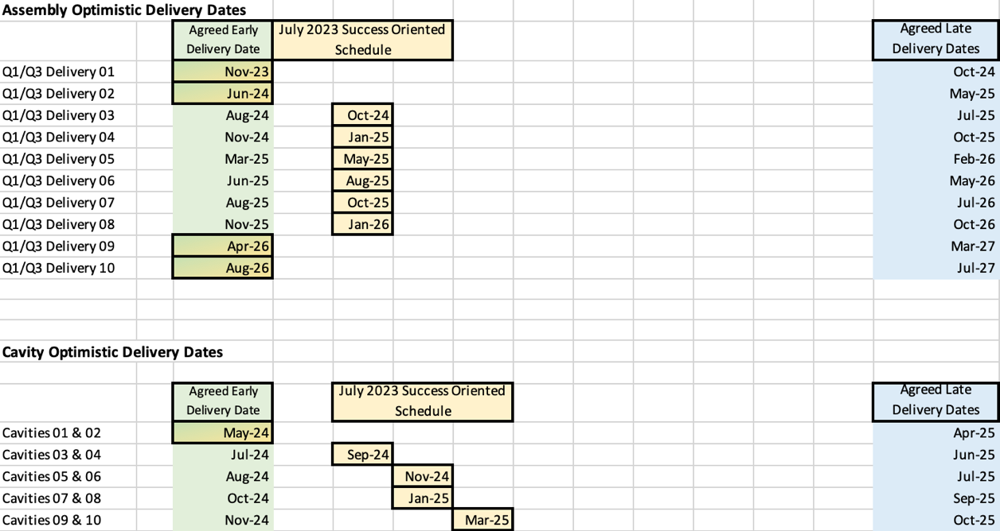 Assembly Optimistic Delivery Dates
Agreed Early Delivery Date July 2023 Success Oriented Schedule Agreed Late Delivery Dates
Q1/Q3 Delivery 01 Nov-23 Oct-24
Q1/Q3 Delivery 02 Jun-24 May-25
Q1/Q3 Delivery 03 Aug-24 Oct-24 Jul-25
Q1/Q3 Delivery 04 Nov-24 Jan-25 Oct-25
Q1/Q3 Delivery 05 Mar-25 May-25 Feb-26
Q1/Q3 Delivery 06 Jun-25 Aug-25 May-26
Q1/Q3 Delivery 07 Aug-25 Oct-25 Jul-26
Q1/Q3 Delivery 08 Nov-25 Jan-26 Oct-26
Q1/Q3 Delivery 09 Apr-26 Mar-27
Q1/Q3 Delivery 10 Aug-26 Jul-27
Cavity Optimistic Delivery Dates
Agreed Early Delivery Date July 2023 Success Oriented Schedule Agreed Late Delivery Dates
Cavities 01 & 02 May-24 Apr-25
Cavities 03 & 04 Jul-24 Sep-24 Jun-25
Cavities 05 & 06 Aug-24 Nov-24 Jul-25
Cavities 07 & 08 Oct-24 Jan-25 Sep-25
Cavities 09 & 10 Nov-24 Mar-25 Oct-25